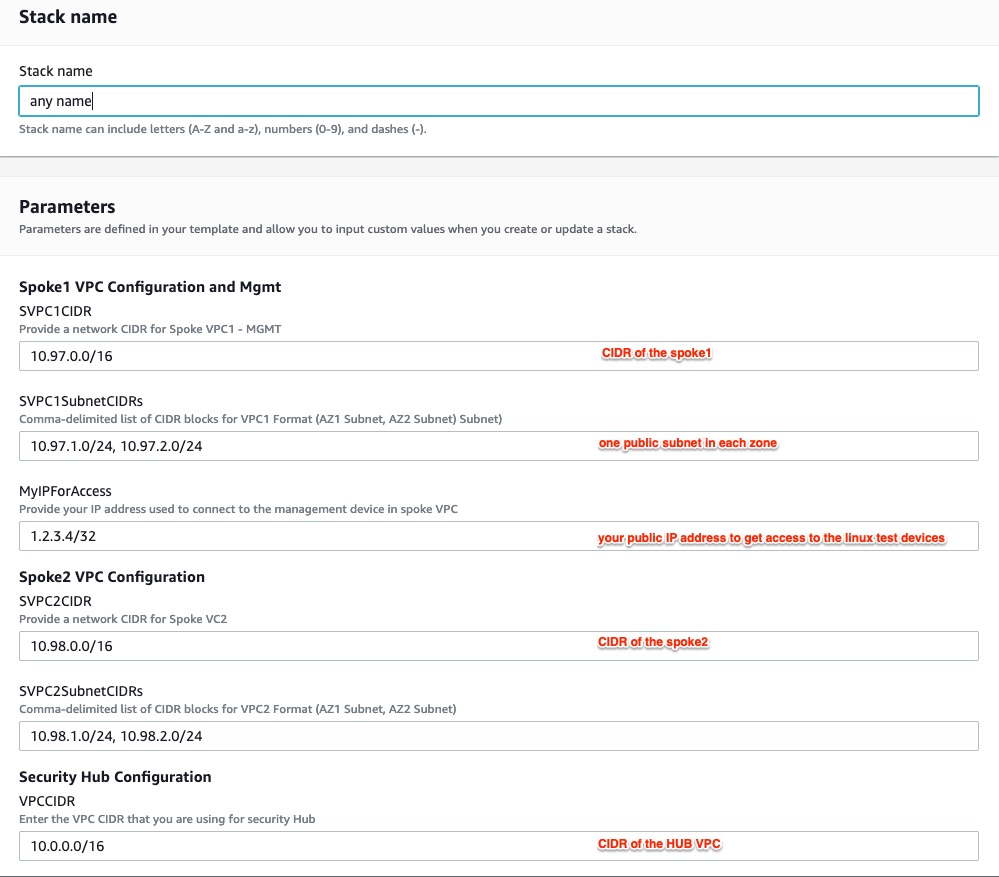 Stack name
Stack name
any name
Stack name can include letters (A-Z and a-z), numbers (0-9), and dashes (-).
Parameters
Parameters are defined in your template and allow you to input custom values when you create or update a stack.
Spoke1 VPC Configuration and Mgmt
SVPC1CIDR
Provide a network CIDR for Spoke VPC1 - MGMT
10.97.0.0/16 CIDR of the spoke1
SVPC1SubnetCIDRs
Comma-delimited list of CIDR blocks for VPC1 Format (AZ1 Subnet, AZ2 Subnet) Subnet)
10.97.1.0/24, 10.97.2.0/24 one public subnet in each zone
MyIPForAccess
Provide your IP address used to connect to the management device in spoke VPC
1.2.3.4/32 your public IP address to get access to the linux test devices
Spoke2 VPC Configuration
SVPC2CIDR
Provide a network CIDR for Spoke VC2
10.98.0.0/16 CIDR of the spoke2
SVPC2SubnetCIDRs
Comma-delimited list of CIDR blocks for VPC2 Format (AZ1 Subnet, AZ2 Subnet)
10.98.1.0/24, 10.98.2.0/24
Security Hub Configuration
VPCCIDR
Enter the VPC CIDR that you are using for security Hub
10.0.0.0/16 CIDR of the HUB VPC